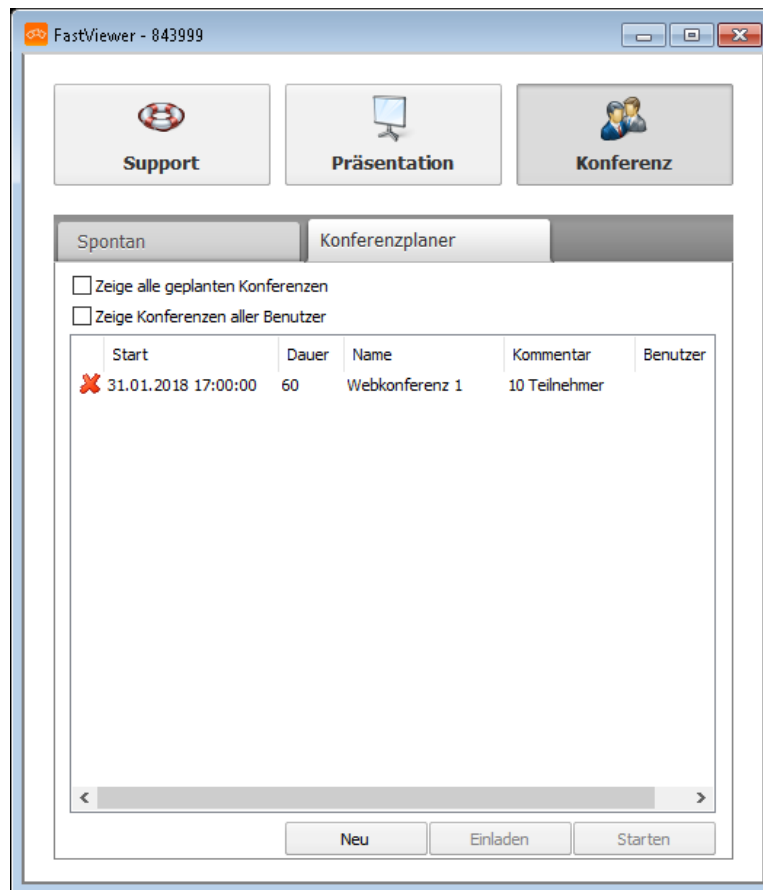 FastViewer - 843999
Support Präsentation Konferenz
Spontan Konferenzplaner
Zeige alle geplanten Konferenzen
Zeige Konferenzen aller Benutzer
Start Dauer Name Kommentar Benutzer
31.01.2018 17:00:00 60 Webkonferenz 1 10 Teilnehmer
Neu Einladen Starten